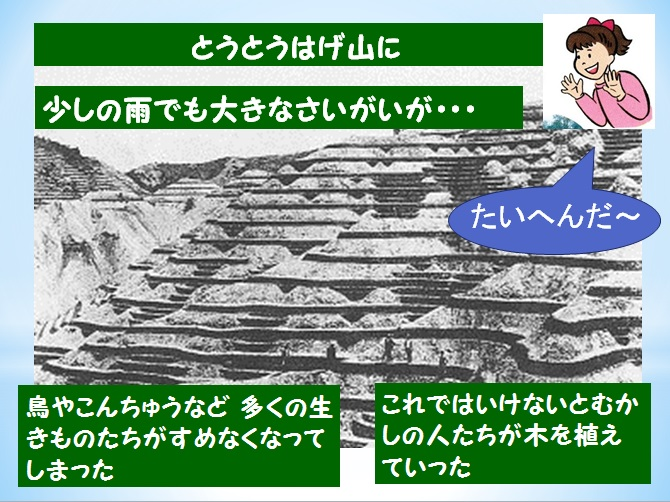 とうとうはげ山に
少しの雨でも大きなさいがいが・・・
たいへんだ～
鳥やこんちゅうなど 多くの生
きものたちがすめなくなって
しまった
これではいけないとむか
しの人たちが木を植え
ていった